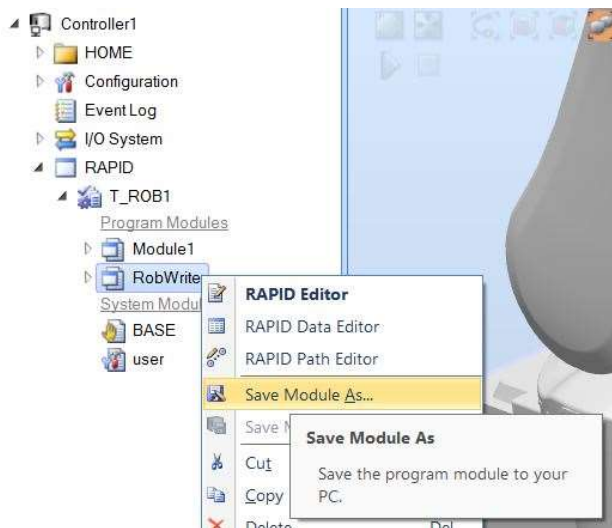 Controller1
HOME
Configuration
Event Log
I/O System
RAPID
T_ROB1
Program Modules
Module1
RobWrite
System Modul
BASE
user
RAPID Editor
RAPID Data Editor
RAPID Path Editor
Save Module As...
Save
Cut
Copy
Delete Del
Save Module As
Save the program module to your
PC.